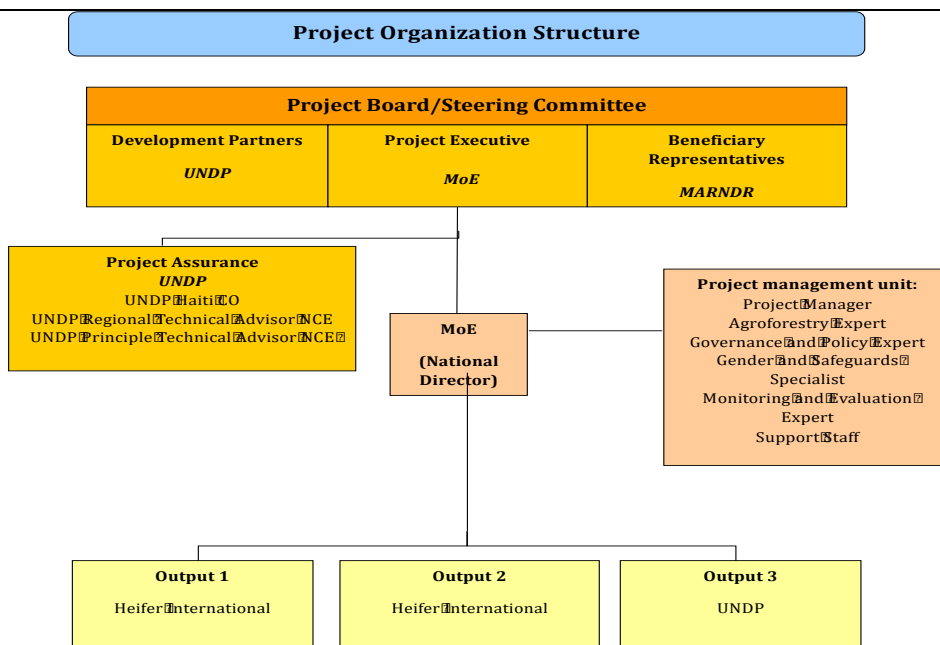 Project Organization Structure
Project Board/Steering Committee
Development Partners
UNDP
Project Executive
MoE
Beneficiary
Representatives
MARNDR
Project Assurance
UNDP
UNDP Haiti CO
UNDP Regional Technical Advisor NCE
UNDP Principle Technical Advisor NCE
MoE
(National
Director)
Project management unit:
Project Manager
Agroforestry Expert
Governance and Policy Expert
Gender and Safeguards
Specialist
Monitoring and Evaluation
Expert
Support Staff
Output 1
Heifer International
Output 2
Heifer International
Output 3
UNDP